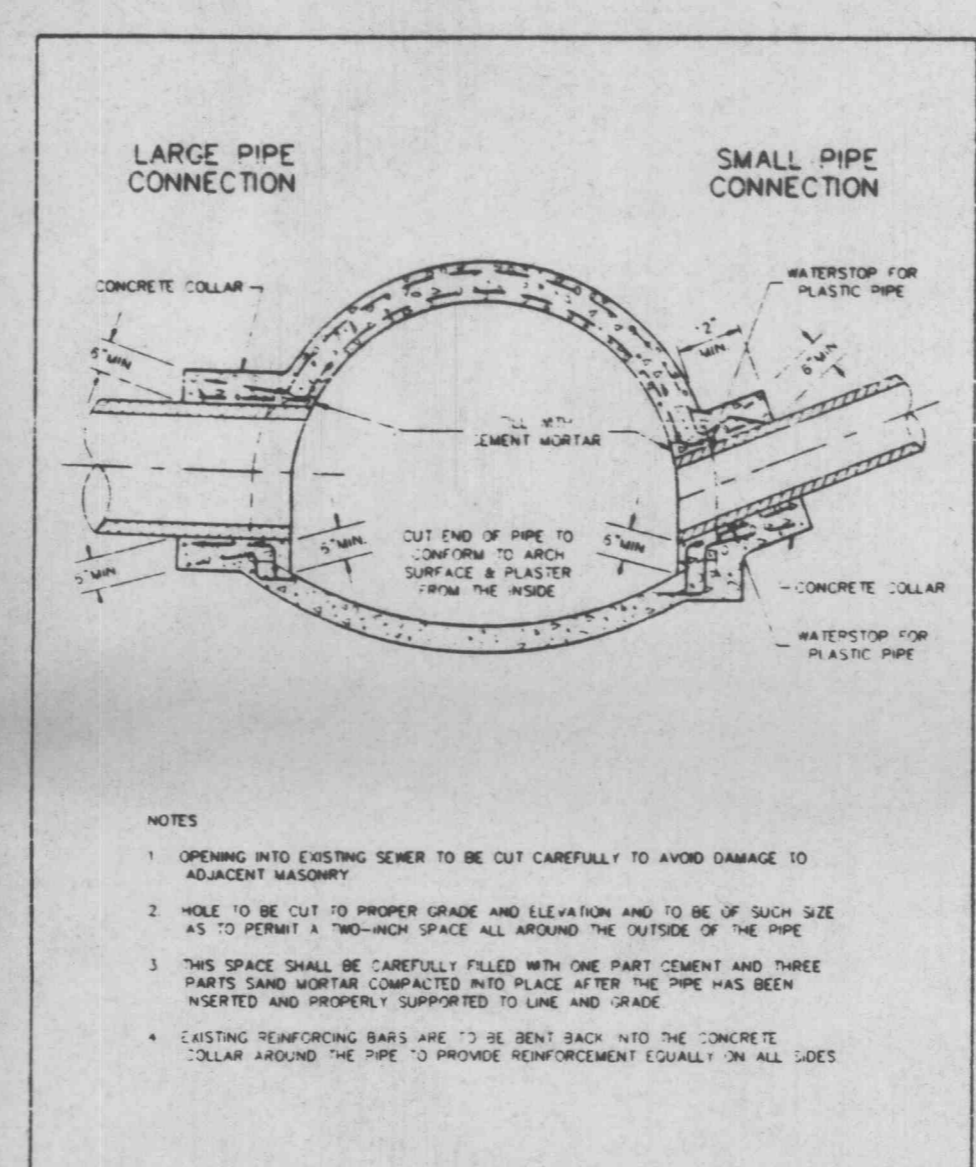 LARGE PIPE
CONNECTION
SMALL PIPE
CONNECTION
CONCRETE COLLAR
WATERSTOP FOR
PLASTIC PIPE
6" MIN.
2"
MIN.
6" MIN.
WITH
CEMENT MORTAR
5" MIN.
5" MIN.
CUT END OF PIPE TO
CONFORM TO ARCH
SURFACE & PLASTER
FROM THE INSIDE
5" MIN
CONCRETE COLLAR
WATERSTOP FOR
PLASTIC PIPE
NOTES
1 OPENING INTO EXISTING SEWER TO BE CUT CAREFULLY TO AVOID DAMAGE TO
ADJACENT MASONRY
2. HOLE TO BE CUT TO PROPER GRADE AND ELEVATION AND TO BE OF SUCH SIZE
AS TO PERMIT A TWO-INCH SPACE ALL AROUND THE OUTSIDE OF THE PIPE
3 THIS SPACE SHALL BE CAREFULLY FILLED WITH ONE PART CEMENT AND THREE
PARTS SAND MORTAR COMPACTED INTO PLACE AFTER THE PIPE HAS BEEN
INSERTED AND PROPERLY SUPPORTED TO LINE AND GRADE
4 EXISTING REINFORCING BARS ARE TO BE BENT BACK INTO THE CONCRETE
COLLAR AROUND THE PIPE TO PROVIDE REINFORCEMENT EQUALLY ON ALL SIDES